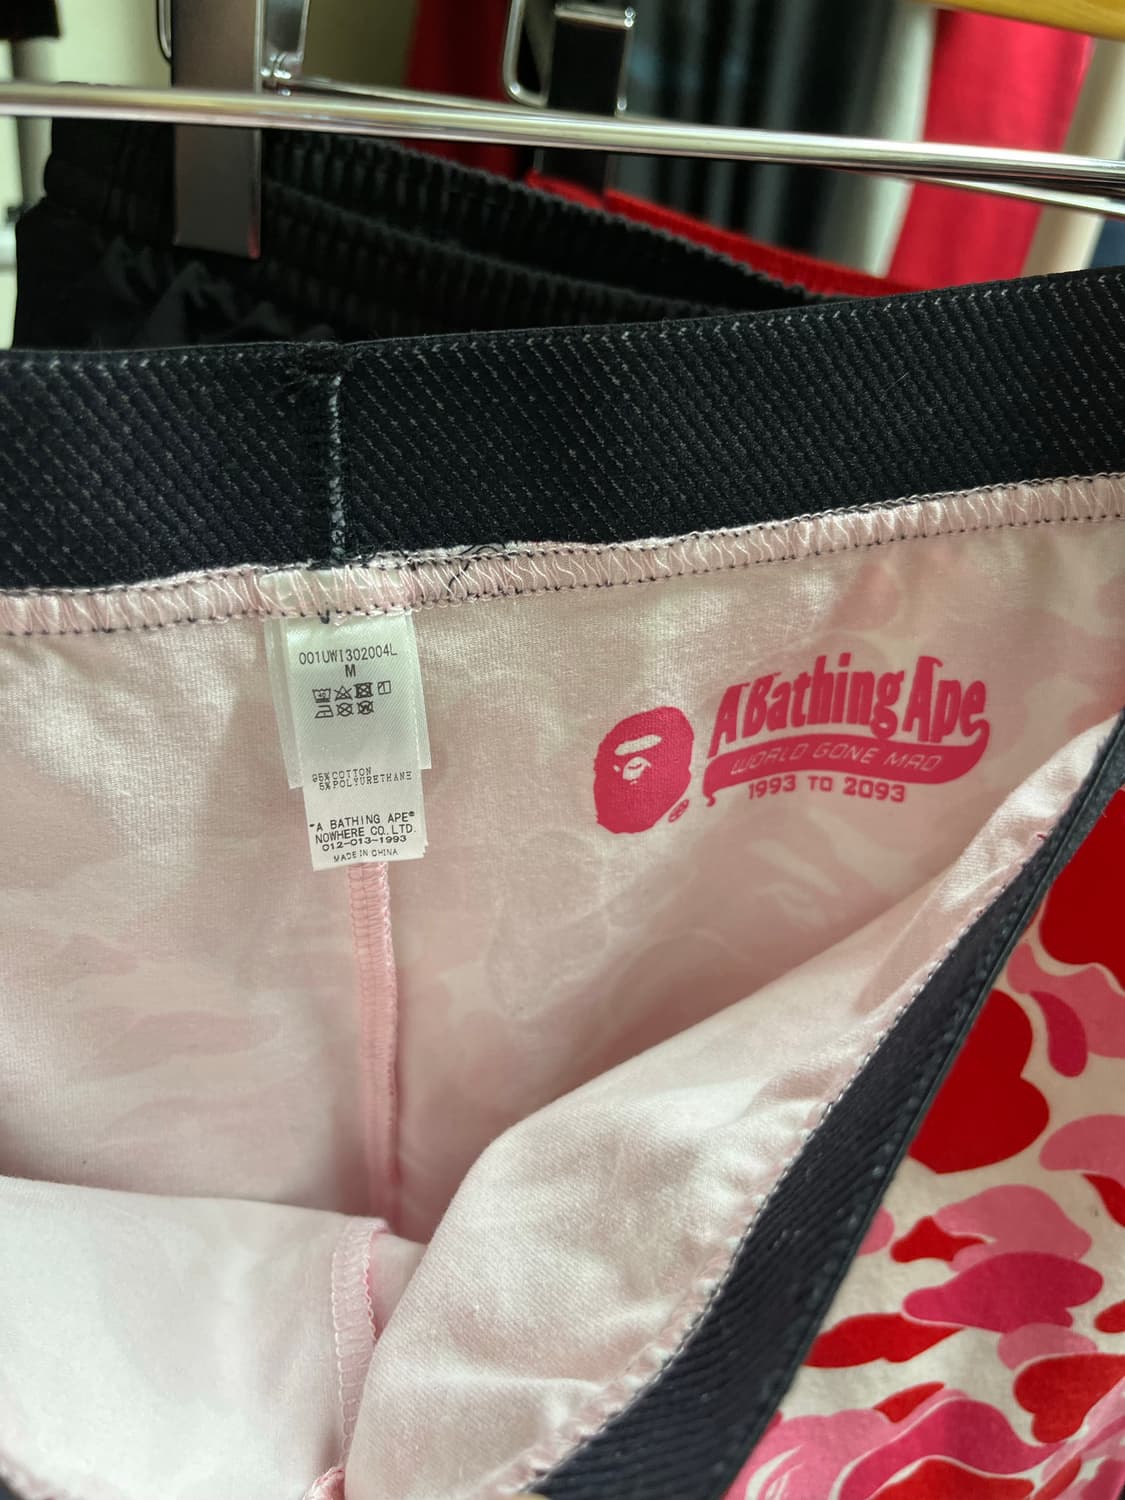 001UWI302004L
M
95%COTTON
5%POLYURETHANE
"A BATHING APE®
NOWHERE CO.,LTD.
012-013-1993
MADE IN CHINA
A Bathing Ape
WORLD GONE MAD
1993 TO 2093
®